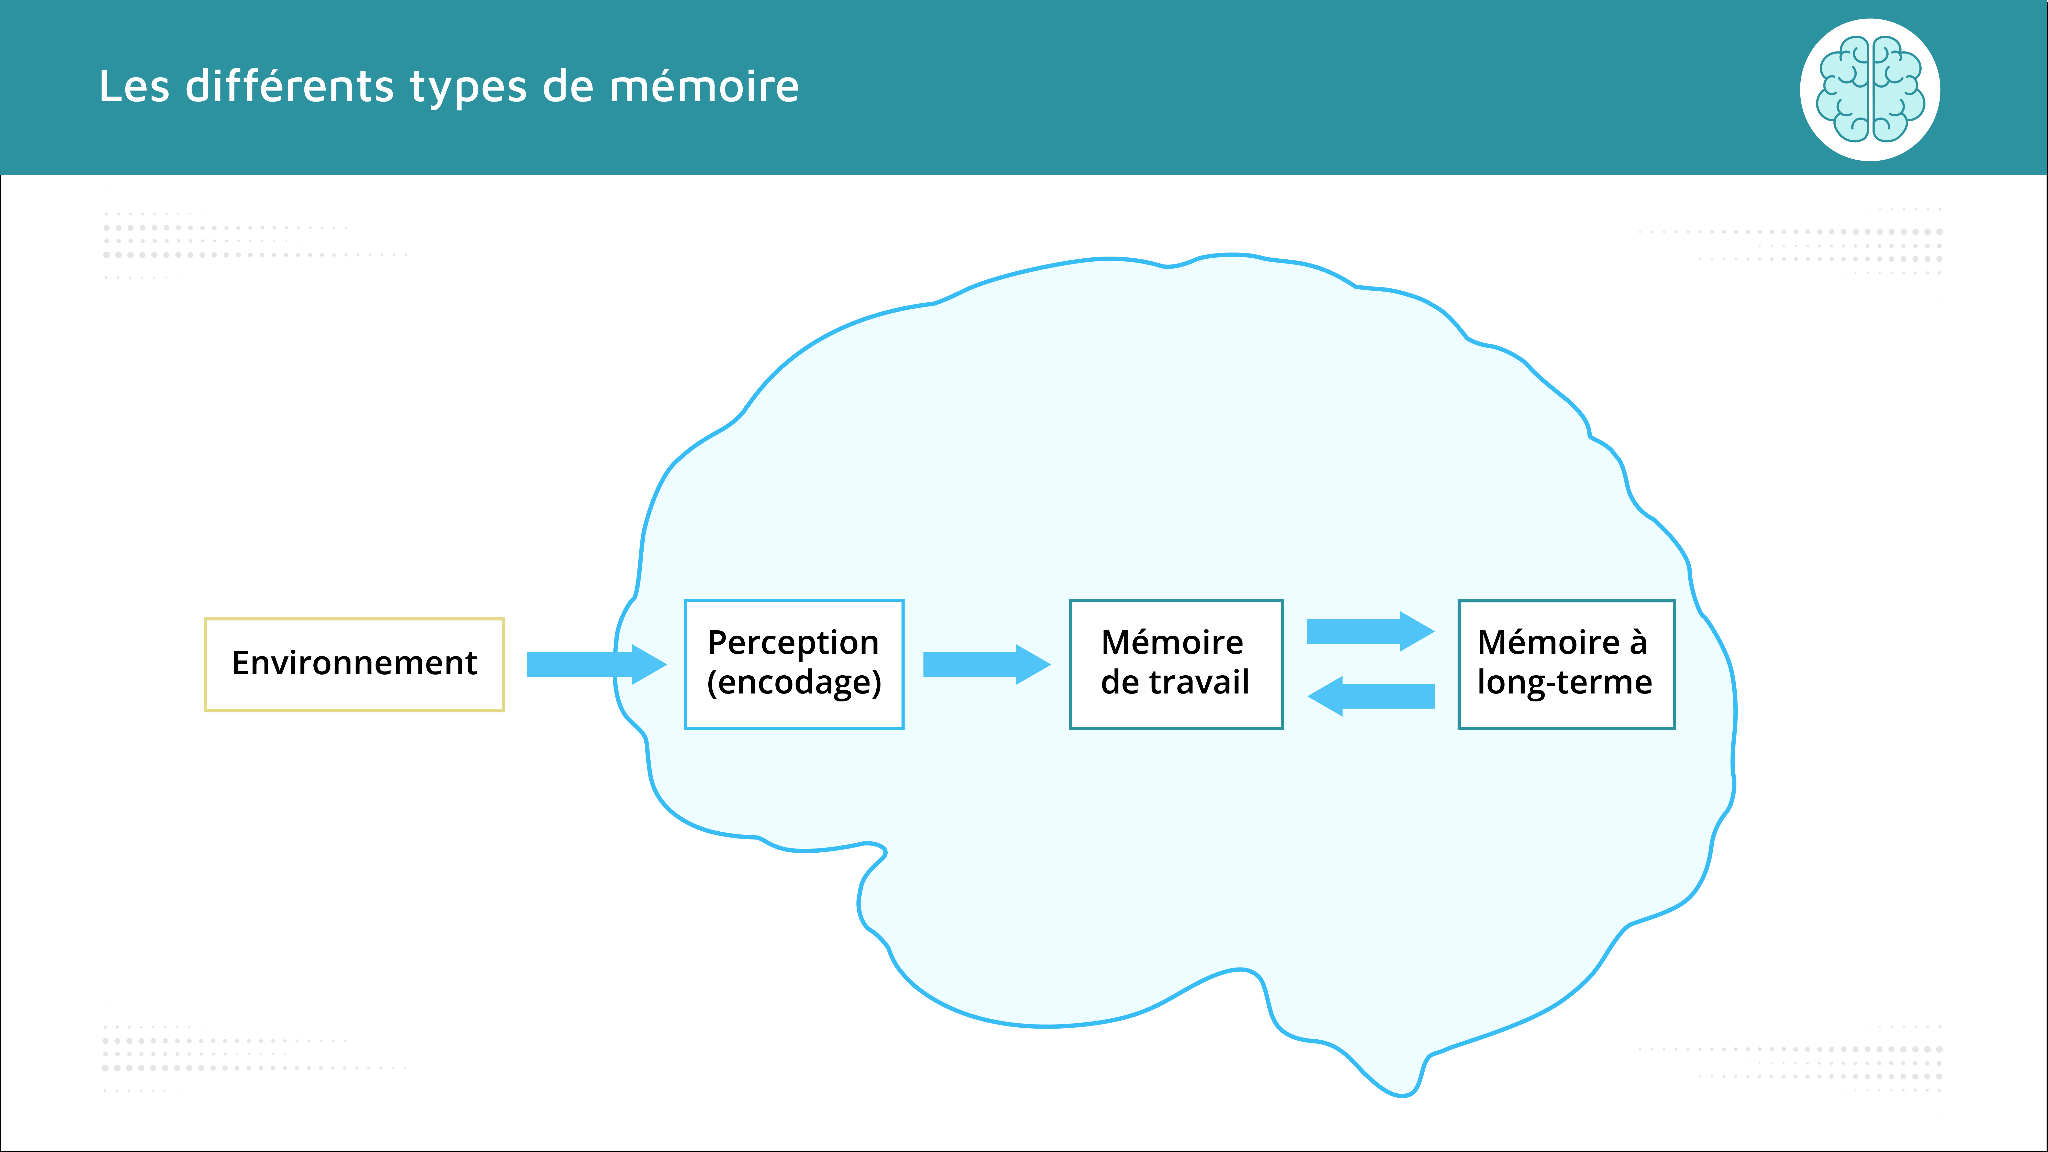 Les différents types de mémoire
Environnement
Perception
(encodage)
Mémoire
de travail
Mémoire à
long-terme